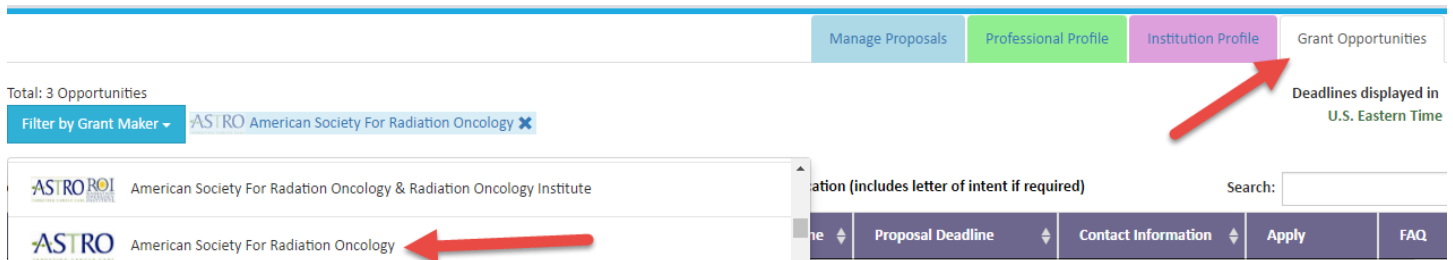 Manage Proposals Professional Profile Institution Profile Grant Opportunities
Total: 3 Opportunities
Deadlines displayed in
U.S. Eastern Time
Filter by Grant Maker ASTRO American Society For Radiation Oncology ✖
ASTRO ROI American Society For Radation Oncology & Radiation Oncology Institute
ation (includes letter of intent if required) Search:
ASTRO American Society For Radiation Oncology
ne Proposal Deadline Contact Information Apply FAQ